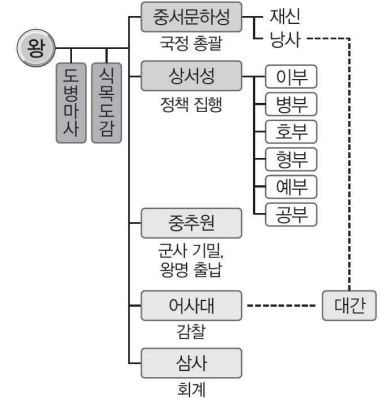 왕
도병마사
식목도감
중서문하성
국정 총괄
재신
낭사
상서성
정책 집행
이부
병부
호부
형부
예부
공부
중추원
군사 기밀,
왕명 출납
어사대
감찰
대간
삼사
회계